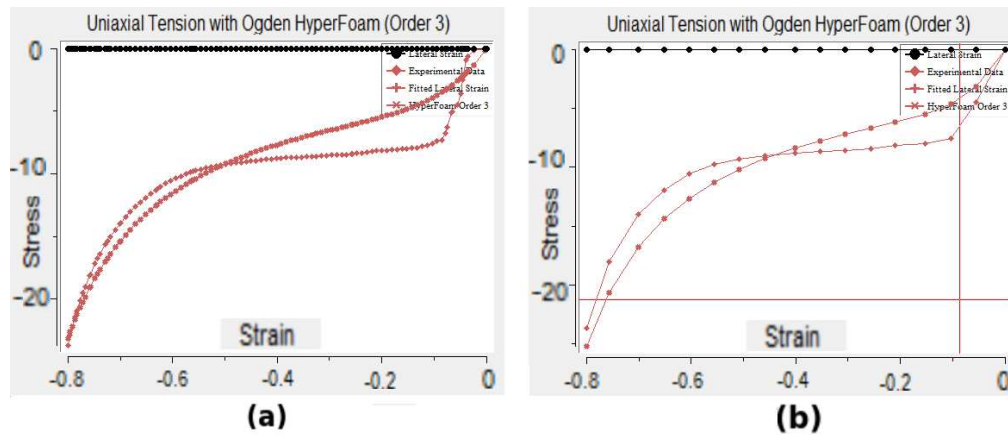 Uniaxial Tension with Ogden HyperFoam (Order 3)
0
-10
-20
Stress
Lateral Strain
Experimental Data
Fitted Lateral Strain
HyperFoam Order 3
Strain
-0.8
-0.6
-0.4
-0.2
0
(a)
Uniaxial Tension with Ogden HyperFoam (Order 3)
0
-10
-20
Stress
Lateral Strain
Experimental Data
Fitted Lateral Strain
HyperFoam Order 3
Strain
-0.8
-0.6
-0.4
-0.2
0
(b)